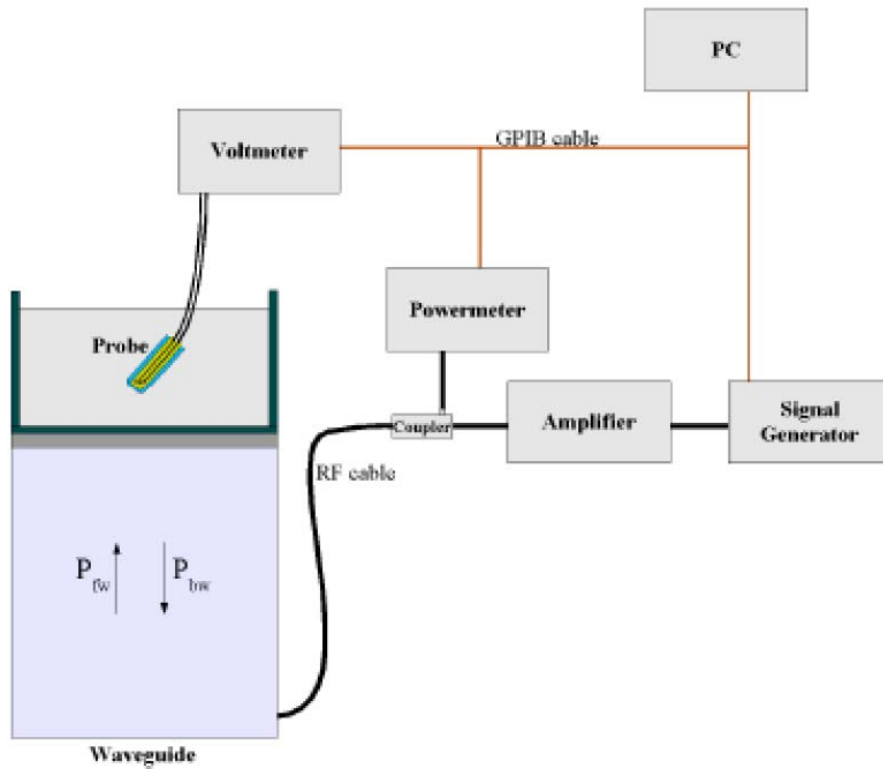 PC
Voltmeter
GPIB cable
Powermeter
Probe
Coupler
Amplifier
Signal
Generator
RF cable
P fw
P bw
Waveguide